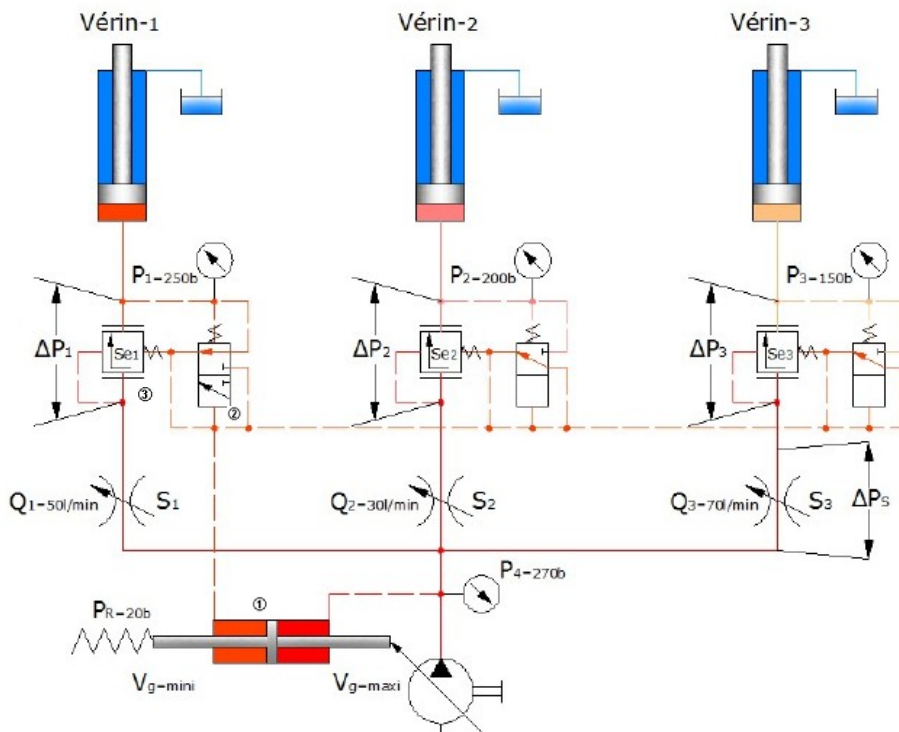 Vérin-1
Vérin-2
Vérin-3
P1-250b
P2-200b
P3-150b
ΔP1
Se1
ΔP2
Se2
ΔP3
Se3
③
②
Q1-50l/min
S1
Q2-30l/min
S2
Q3-70l/min
S3
ΔPS
P4-270b
①
PR-20b
Vg-mini
Vg-maxi